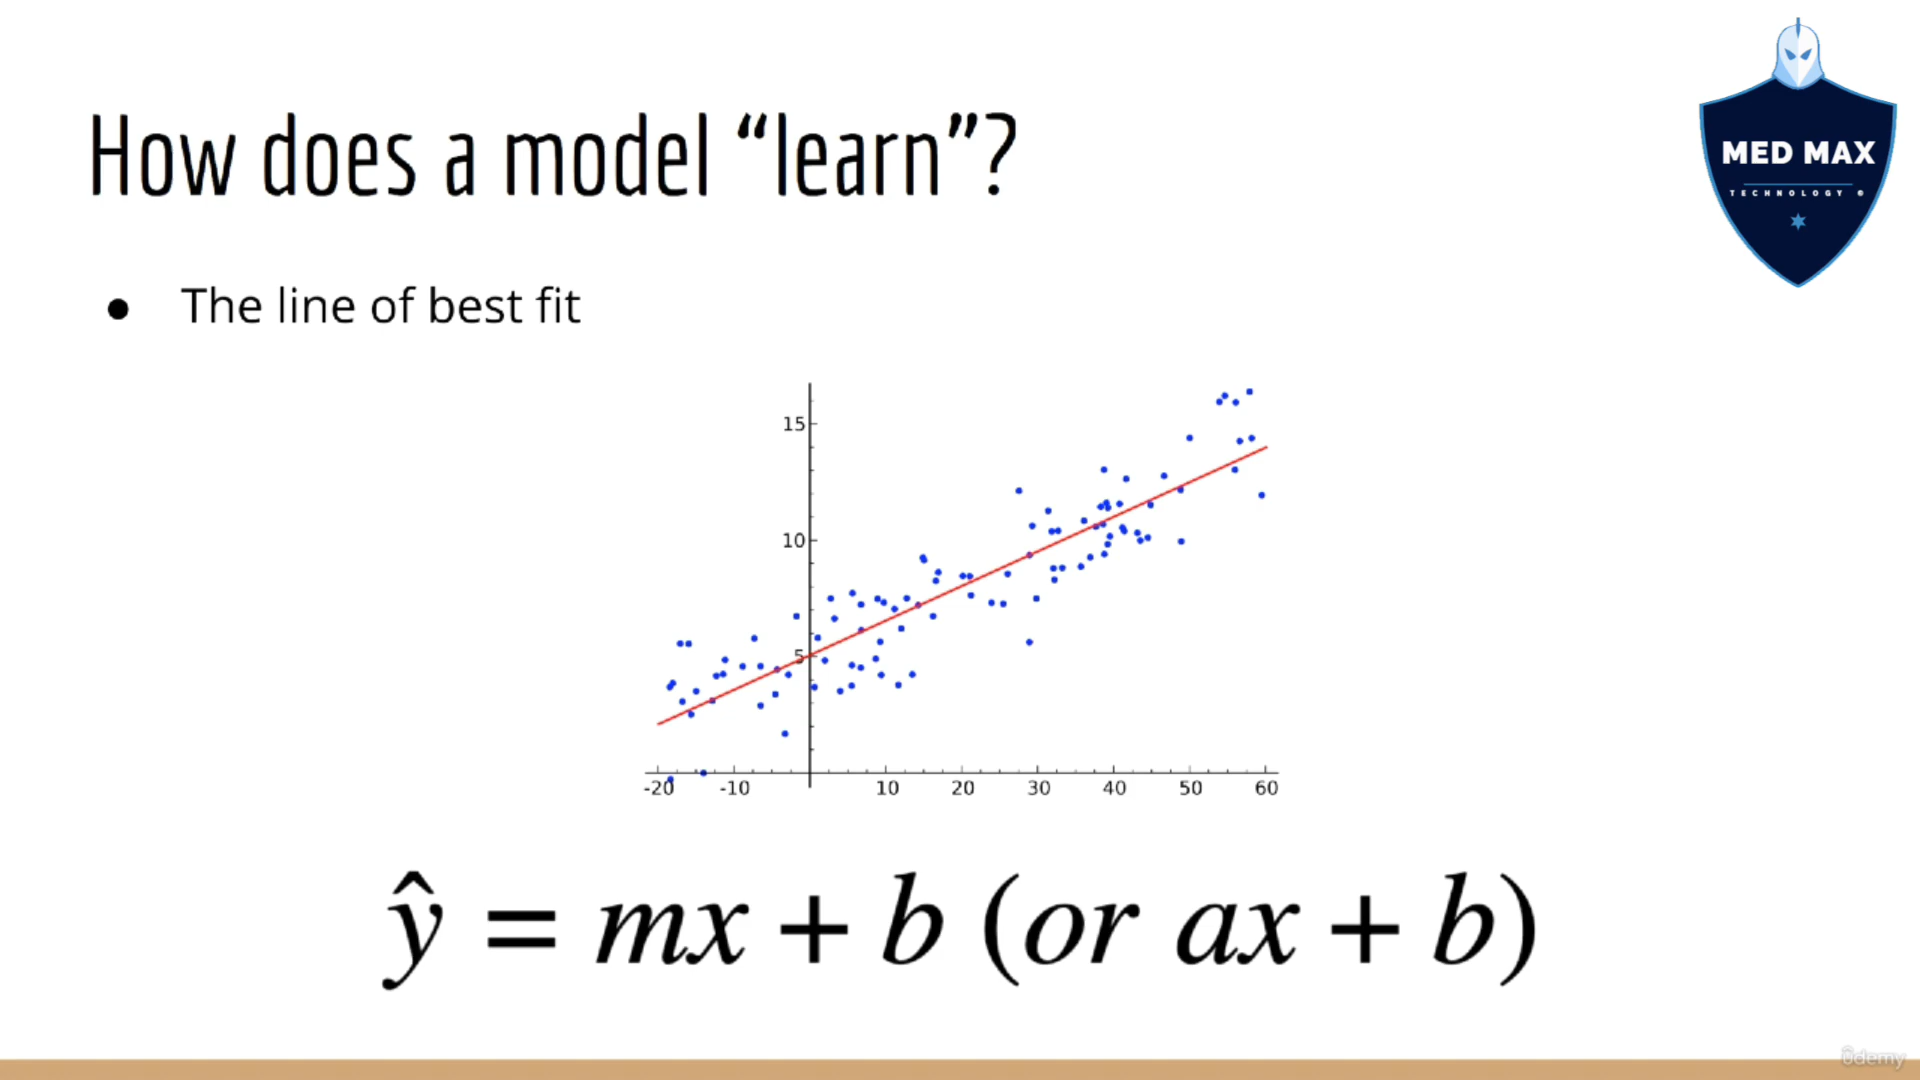 How does a model “learn”?
MED MAX
TECHNOLOGY ®
● The line of best fit
15
10
5
-20 -10 10 20 30 40 50 60
ŷ = mx + b (or ax + b)
ûdemy